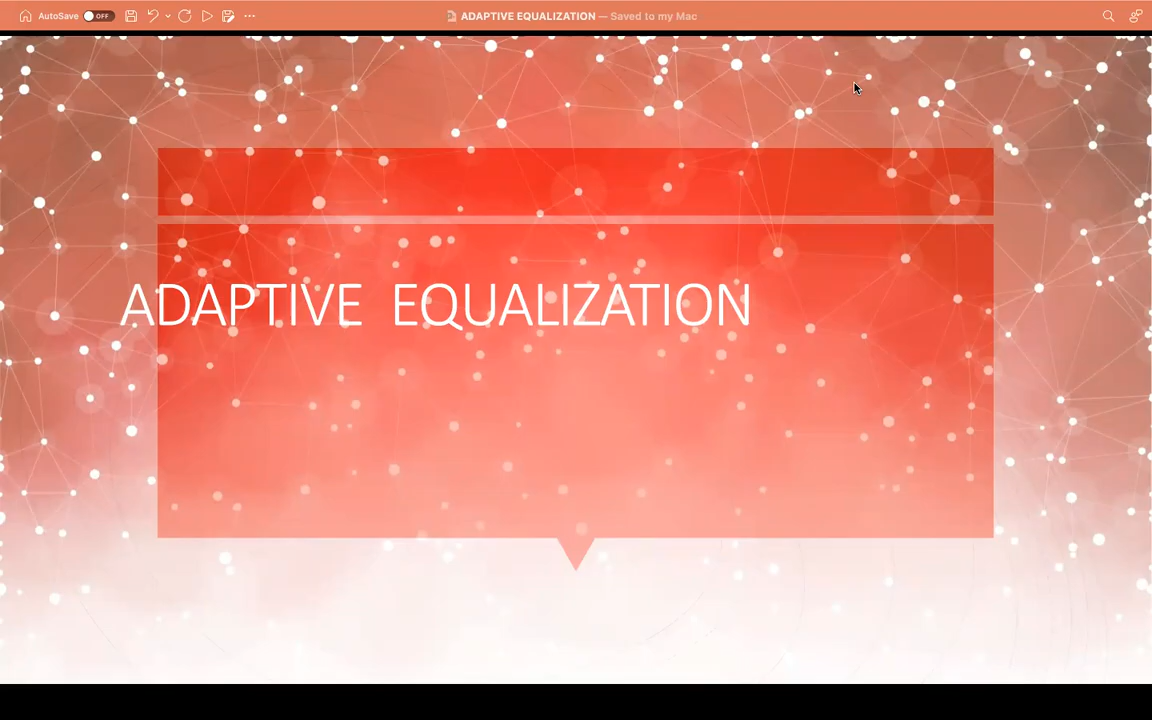 AutoSave OFF
ADAPTIVE EQUALIZATION — Saved to my Mac
ADAPTIVE EQUALIZATION